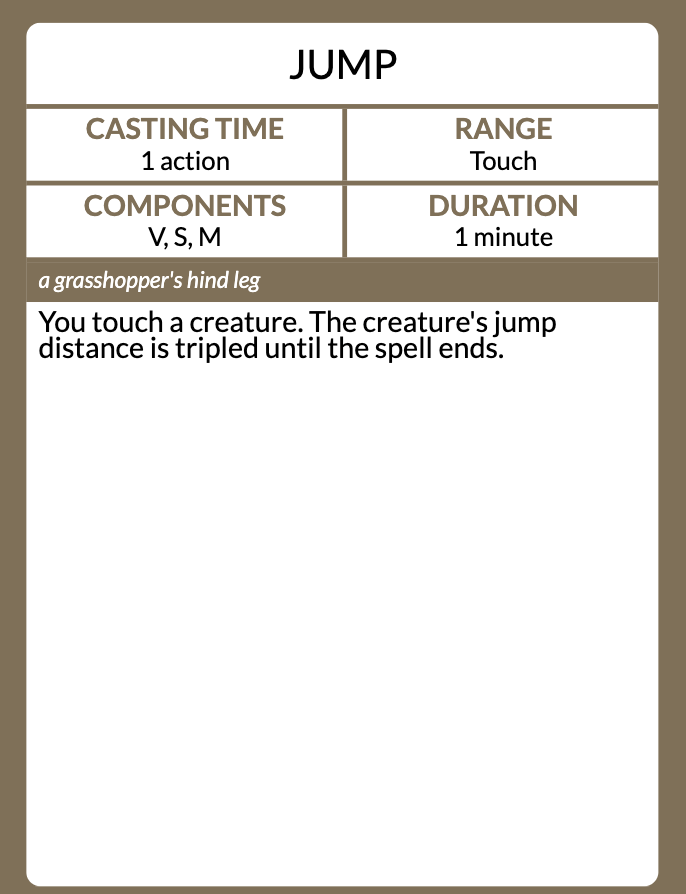 JUMP
CASTING TIME
1 action
RANGE
Touch
COMPONENTS
V, S, M
DURATION
1 minute
a grasshopper's hind leg
You touch a creature. The creature's jump
distance is tripled until the spell ends.